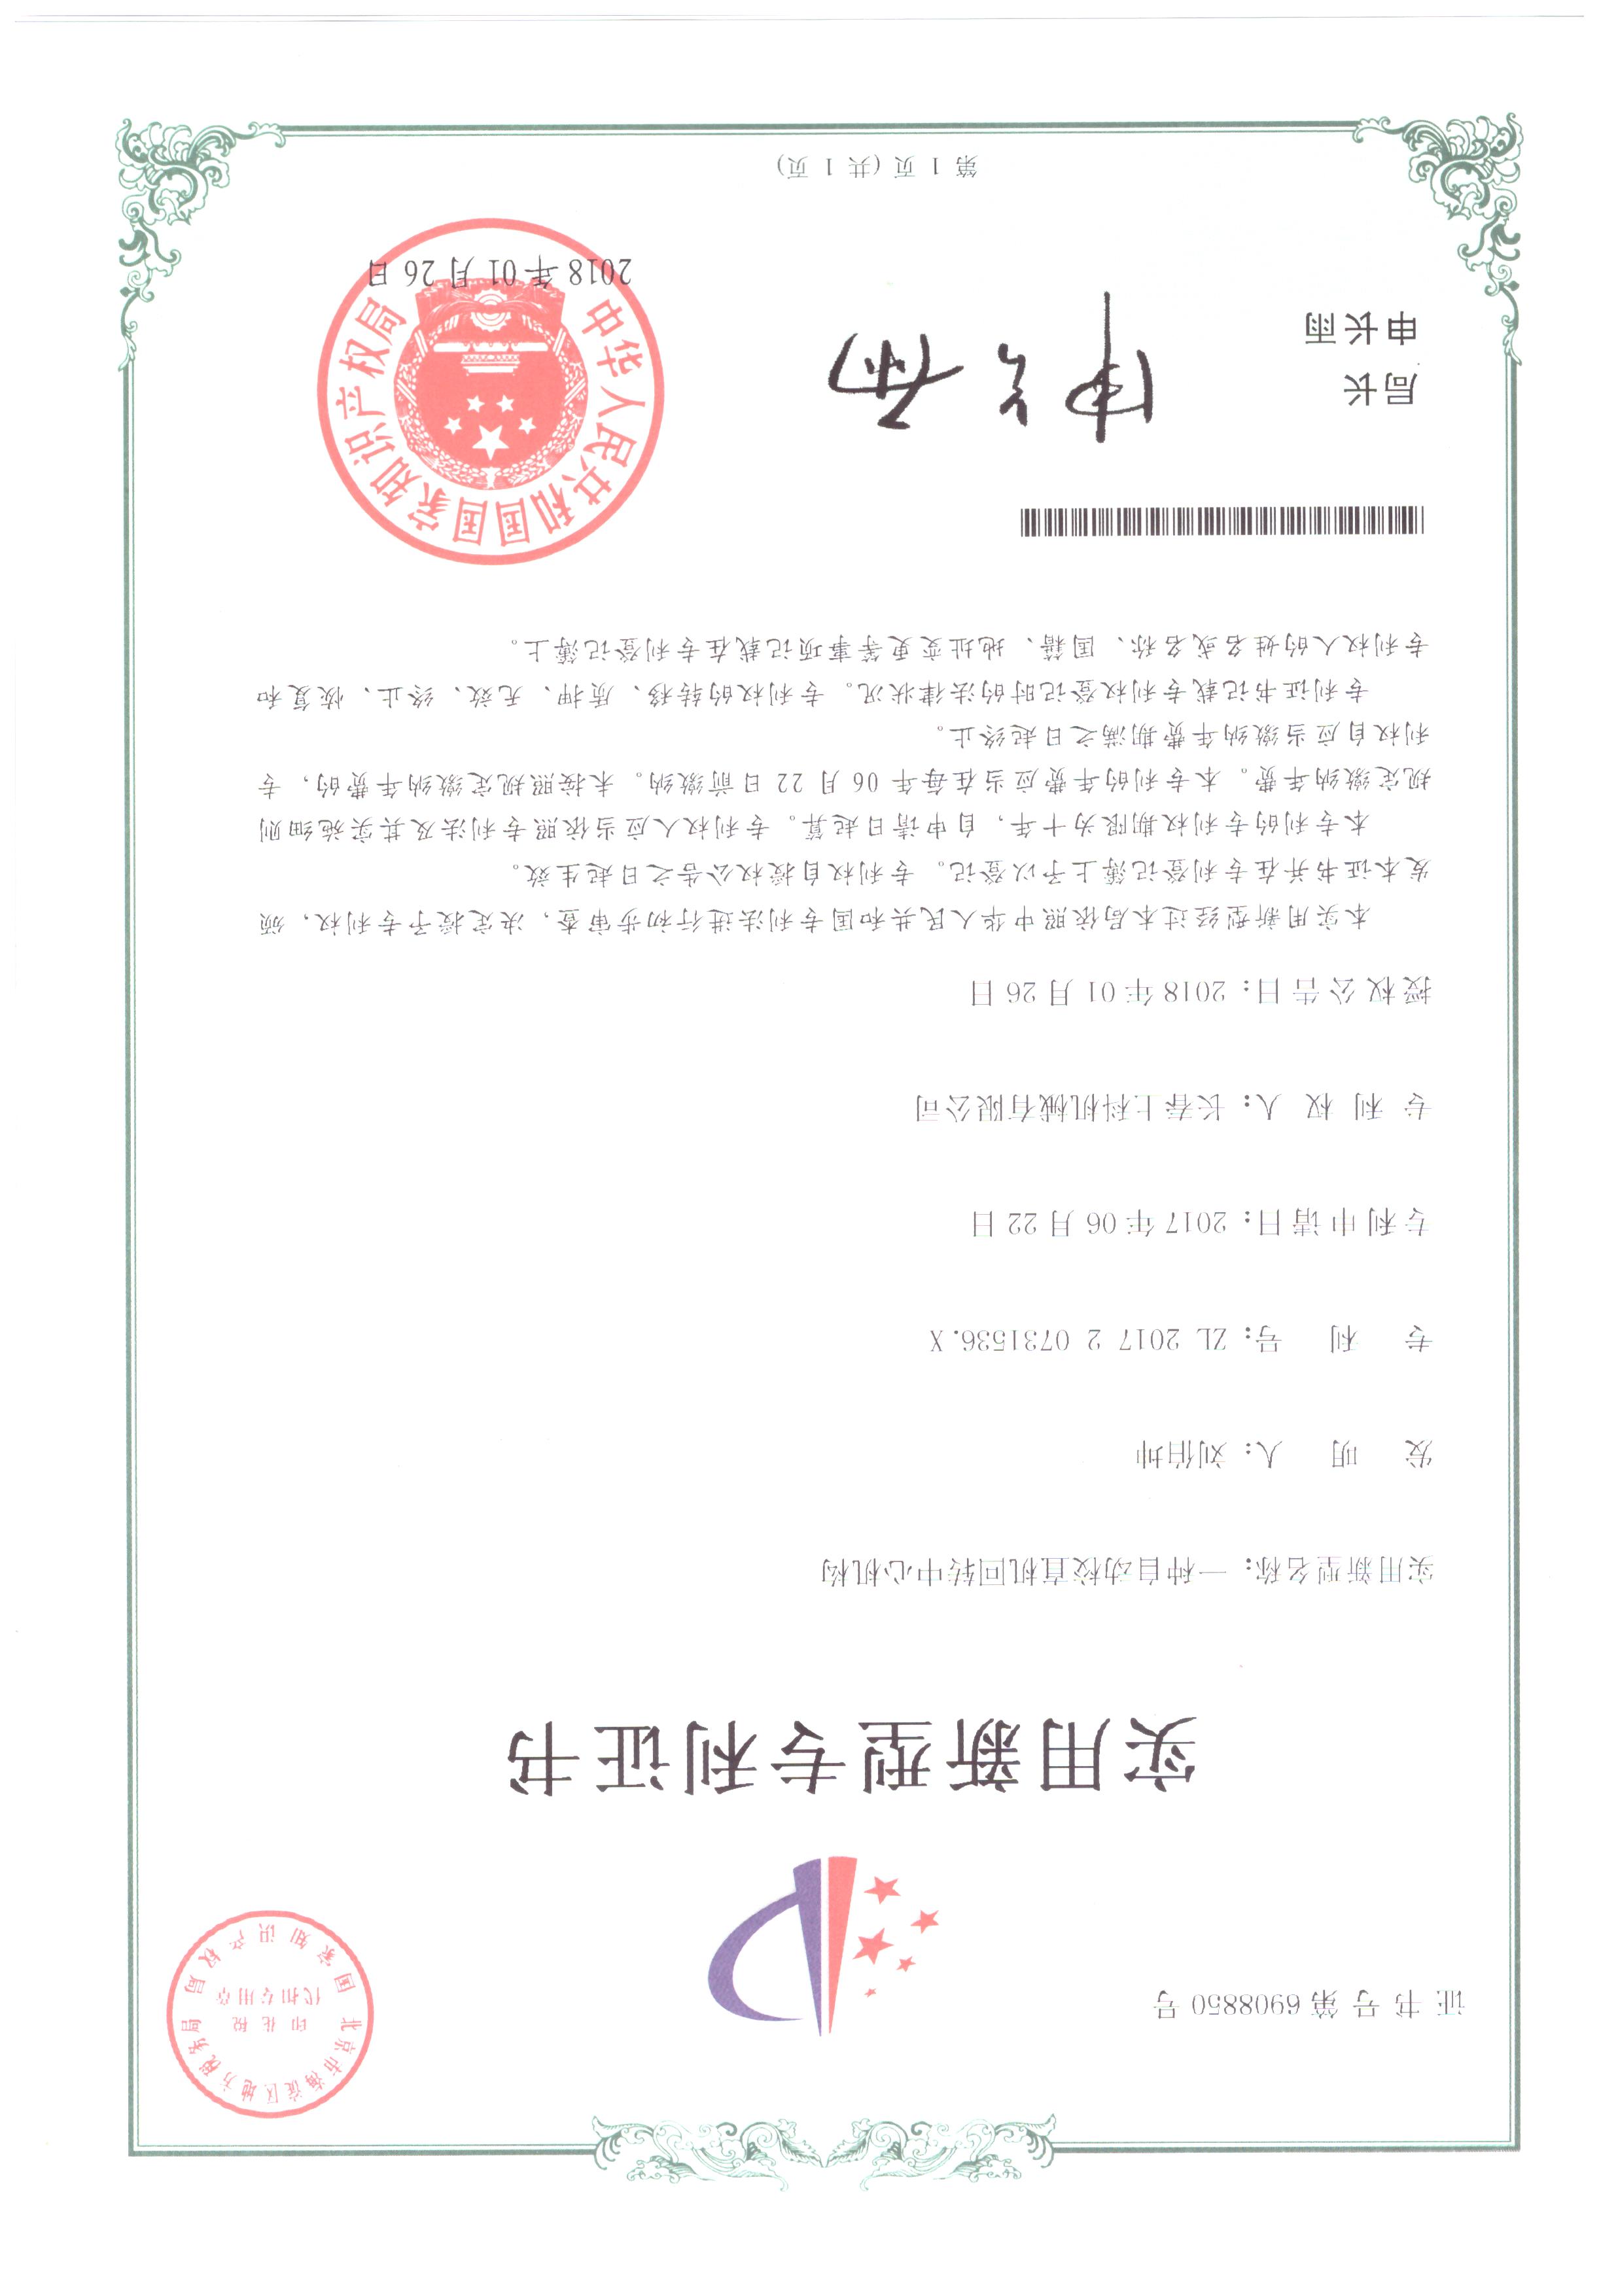 证书号第6908850号
北京市海淀区地方税务局
印花税
代扣专用章
国家知识产权局
实用新型专利证书
实用新型名称：一种自动校直机回转中心机构
发明人：刘伯坤
专利号：ZL 2017 2 0731536.X
专利申请日：2017年06月22日
专利权人：长春上科机械有限公司
授权公告日：2018年01月26日
本实用新型经过本局依照中华人民共和国专利法进行初步审查，决定授予专利权，颁
发本证书并在专利登记簿上予以登记。专利权自授权公告之日起生效。
本专利的专利权期限为十年，自申请日起算。专利权人应当依照专利法及其实施细则
规定缴纳年费。本专利的年费应当在每年06月22日前缴纳。未按照规定缴纳年费的，专
利权自应当缴纳年费期满之日起终止。
专利证书记载专利权登记时的法律状况。专利权的转移、质押、无效、终止、恢复和
专利权人的姓名或名称、国籍、地址变更等事项记载在专利登记簿上。
局长
申长雨
申长雨
中华人民共和国国家知识产权局
2018年01月26日
第 1 页 (共 1 页)